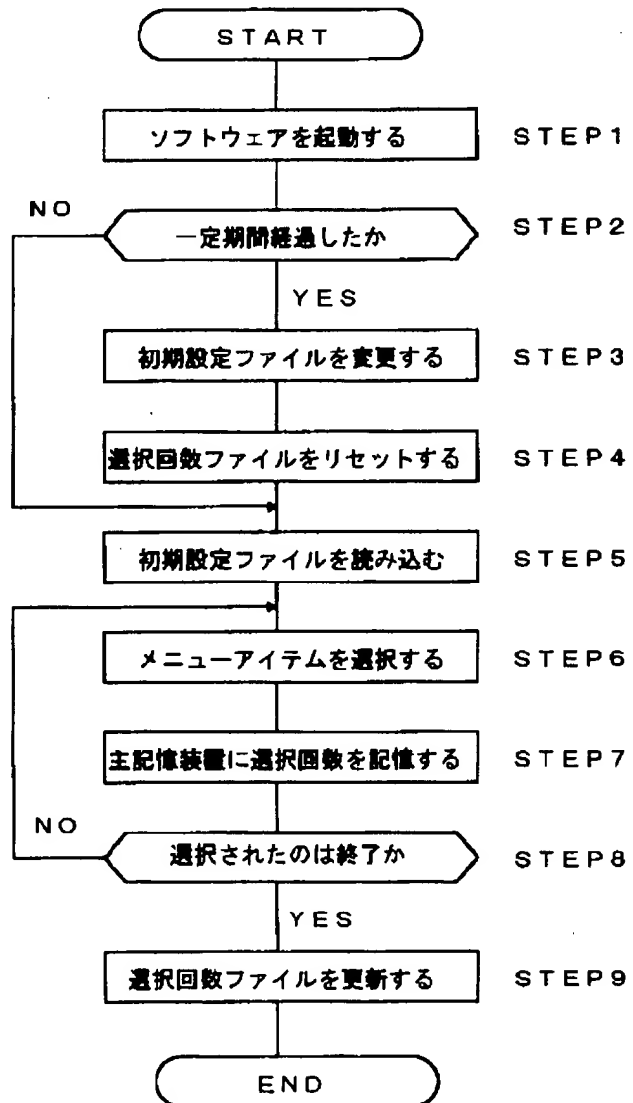 START
ソフトウェアを起動する STEP1
NO
一定期間経過したか STEP2
YES
初期設定ファイルを変更する STEP3
選択回数ファイルをリセットする STEP4
初期設定ファイルを読み込む STEP5
メニューアイテムを選択する STEP6
主記憶装置に選択回数を記憶する STEP7
NO
選択されたのは終了か STEP8
YES
選択回数ファイルを更新する STEP9
END